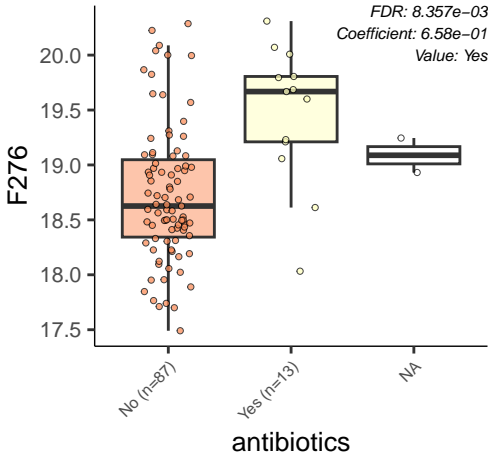 FDR: 8.357e-03
Coefficient: 6.58e-01
Value: Yes
20.0
19.5
19.0
18.5
18.0
17.5
F276
No (n=87)
Yes (n=13)
NA
antibiotics